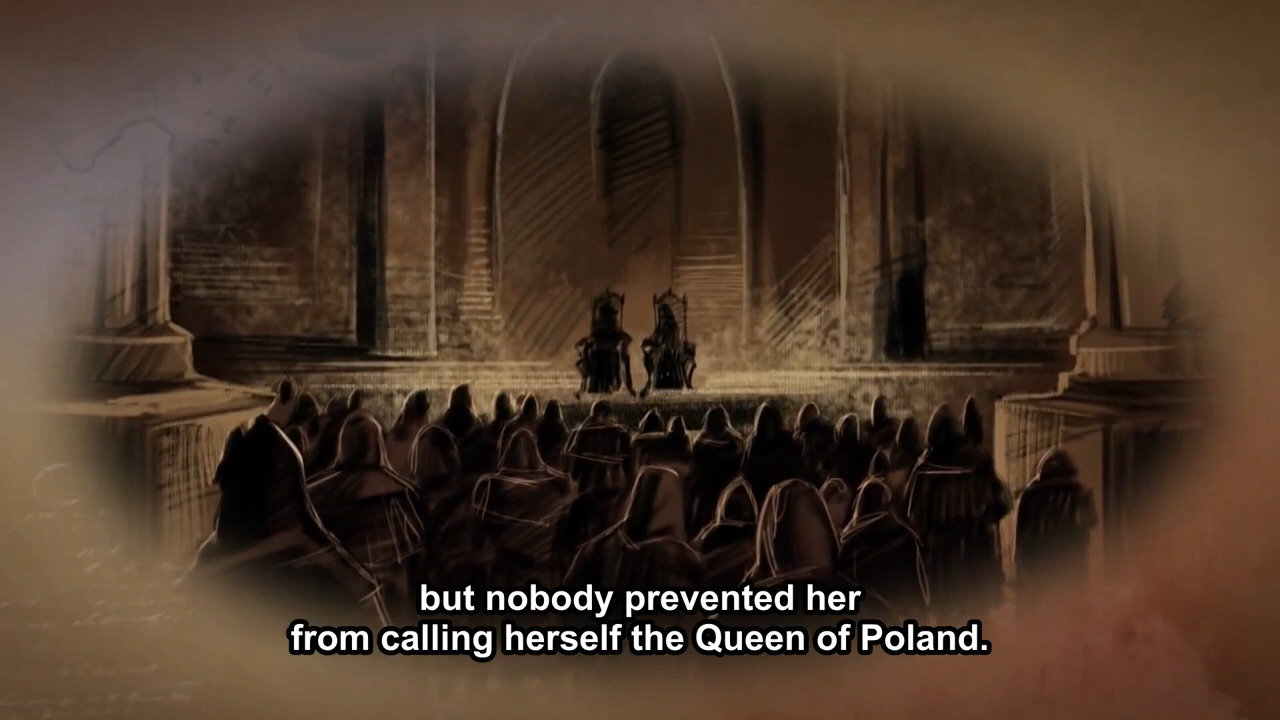 but nobody prevented her
from calling herself the Queen of Poland.